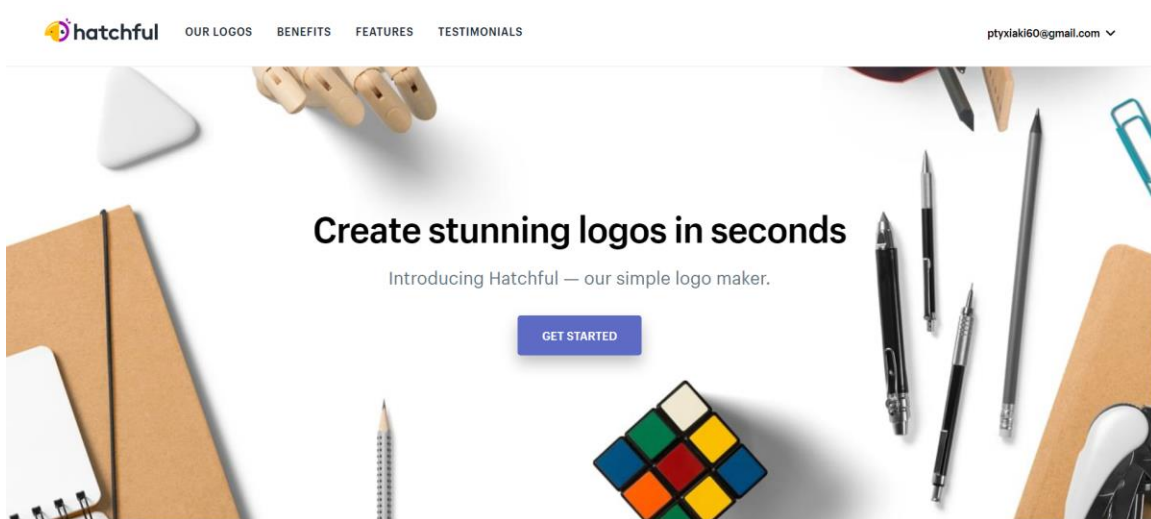 hatchful
OUR LOGOS
BENEFITS
FEATURES
TESTIMONIALS
ptyxiaki60@gmail.com
Create stunning logos in seconds
Introducing Hatchful — our simple logo maker.
GET STARTED